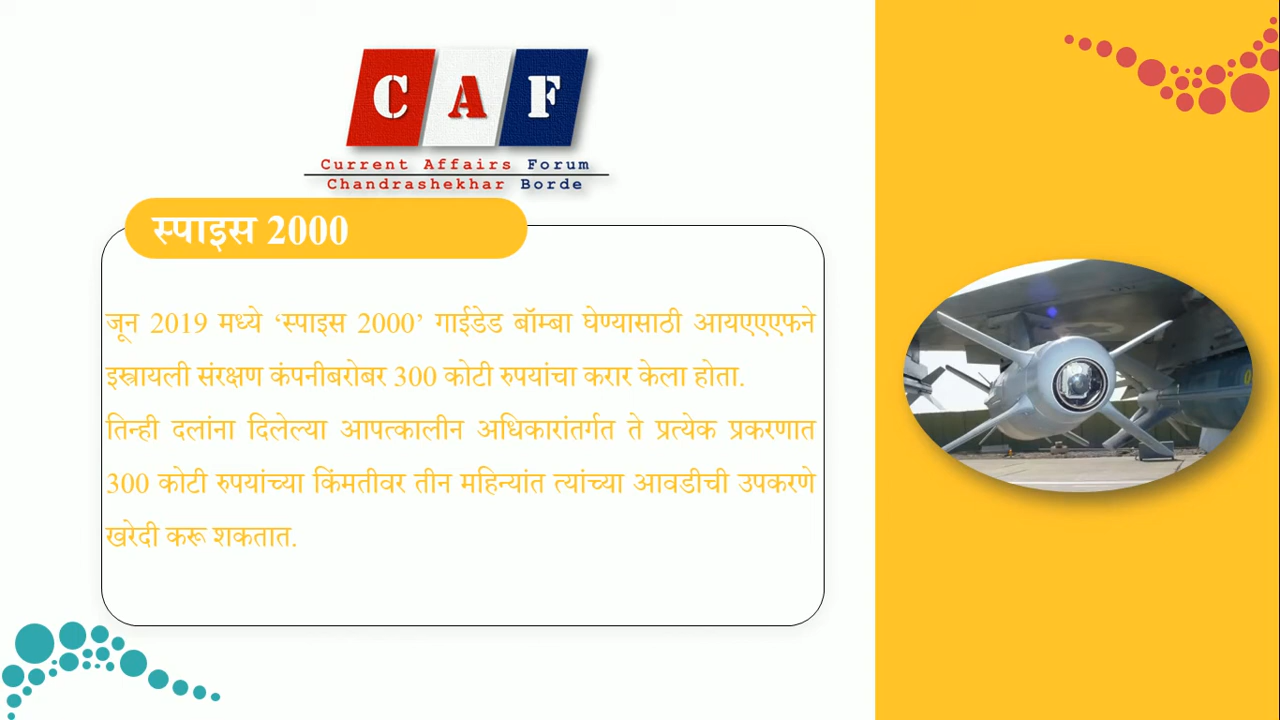 C A F
Current Affairs Forum
Chandrashekhar Borde
स्पाइस 2000
जून 2019 मध्ये ‘स्पाइस 2000’ गाईडेड बॉम्बा घेण्यासाठी आयएएएफने
इस्त्रायली संरक्षण कंपनीबरोबर 300 कोटी रुपयांचा करार केला होता.
तिन्ही दलांना दिलेल्या आपत्कालीन अधिकारांतर्गत ते प्रत्येक प्रकरणात
300 कोटी रुपयांच्या किंमतीवर तीन महिन्यांत त्यांच्या आवडीची उपकरणे
खरेदी करू शकतात.